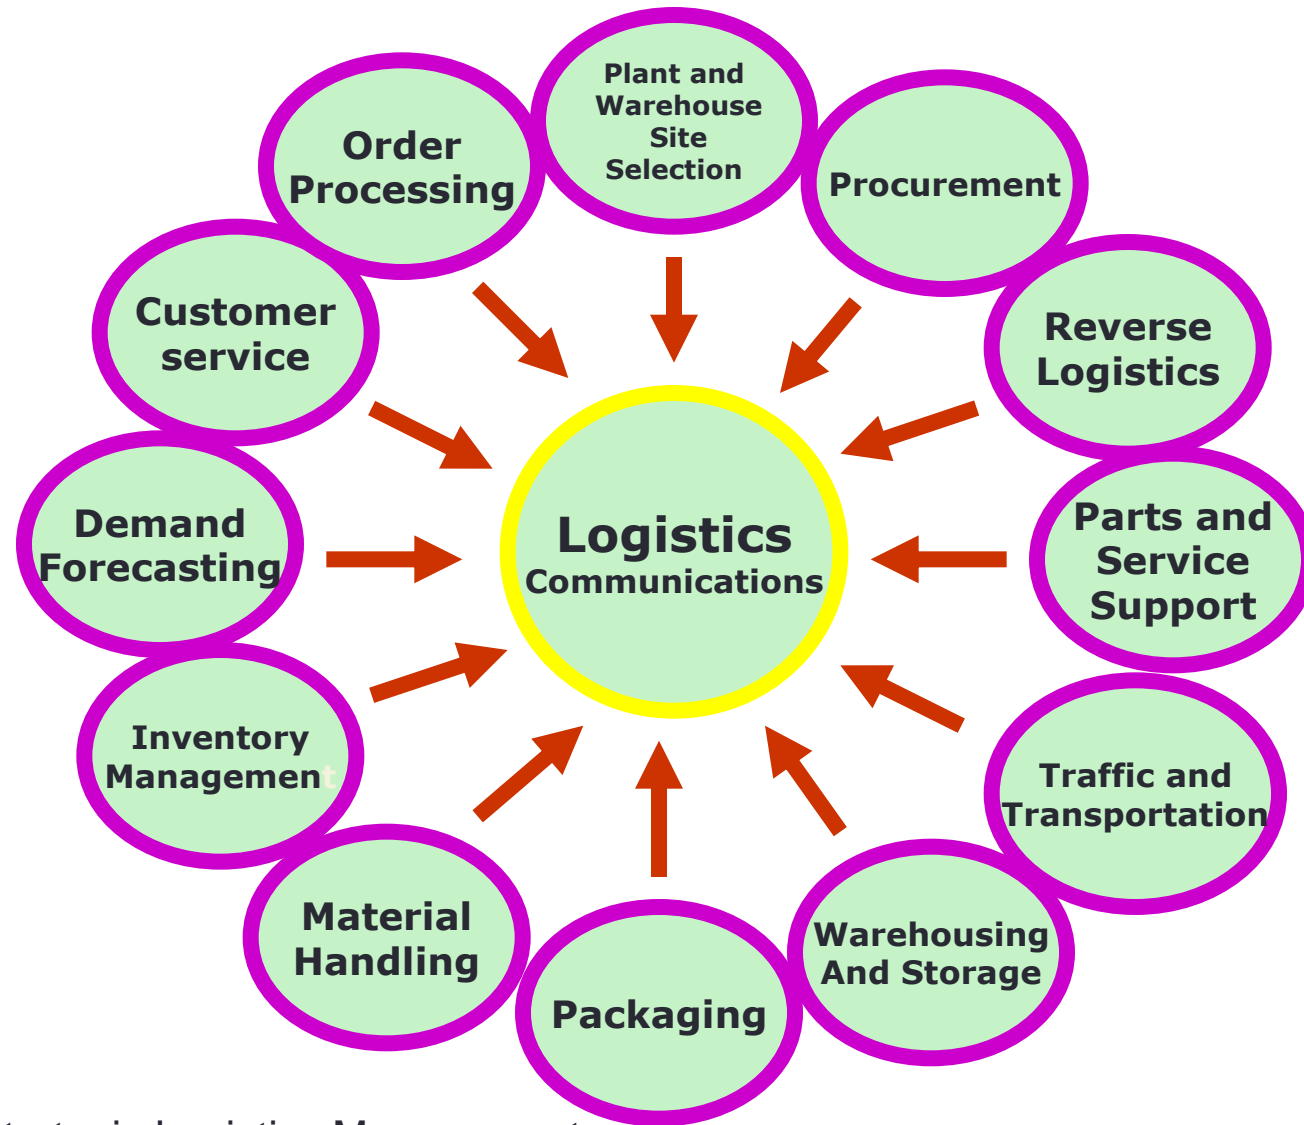 Plant and
Warehouse
Site
Selection
Order
Processing
Procurement
Customer
service
Reverse
Logistics
Demand
Forecasting
Logistics
Communications
Parts and
Service
Support
Inventory
Management
Traffic and
Transportation
Material
Handling
Warehousing
And Storage
Packaging